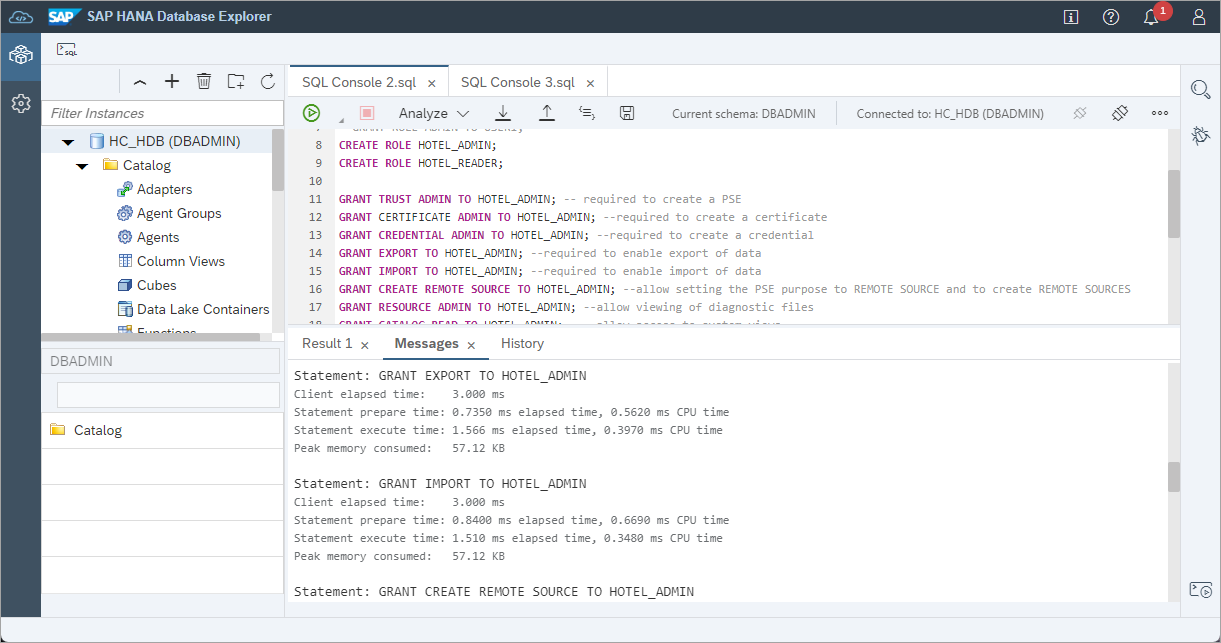 SAP SAP HANA Database Explorer
1
SQL
Filter Instances
HC_HDB (DBADMIN)
Catalog
Adapters
Agent Groups
Agents
Column Views
Cubes
Data Lake Containers
Functions
DBADMIN
Catalog
SQL Console 2.sql
SQL Console 3.sql
Analyze
Current schema: DBADMIN
Connected to: HC_HDB (DBADMIN)
8 CREATE ROLE HOTEL_ADMIN;
9 CREATE ROLE HOTEL_READER;
10
11 GRANT TRUST ADMIN TO HOTEL_ADMIN; -- required to create a PSE
12 GRANT CERTIFICATE ADMIN TO HOTEL_ADMIN; --required to create a certificate
13 GRANT CREDENTIAL ADMIN TO HOTEL_ADMIN; --required to create a credential
14 GRANT EXPORT TO HOTEL_ADMIN; --required to enable export of data
15 GRANT IMPORT TO HOTEL_ADMIN; --required to enable import of data
16 GRANT CREATE REMOTE SOURCE TO HOTEL_ADMIN; --allow setting the PSE purpose to REMOTE SOURCE and to create REMOTE SOURCES
17 GRANT RESOURCE ADMIN TO HOTEL_ADMIN; --allow viewing of diagnostic files
18 GRANT CATALOG READ TO HOTEL_ADMIN; --allow access to system views
Result 1
Messages
History
Statement: GRANT EXPORT TO HOTEL_ADMIN
Client elapsed time: 3.000 ms
Statement prepare time: 0.7350 ms elapsed time, 0.5620 ms CPU time
Statement execute time: 1.566 ms elapsed time, 0.3970 ms CPU time
Peak memory consumed: 57.12 KB
Statement: GRANT IMPORT TO HOTEL_ADMIN
Client elapsed time: 3.000 ms
Statement prepare time: 0.8400 ms elapsed time, 0.6690 ms CPU time
Statement execute time: 1.510 ms elapsed time, 0.3480 ms CPU time
Peak memory consumed: 57.12 KB
Statement: GRANT CREATE REMOTE SOURCE TO HOTEL_ADMIN